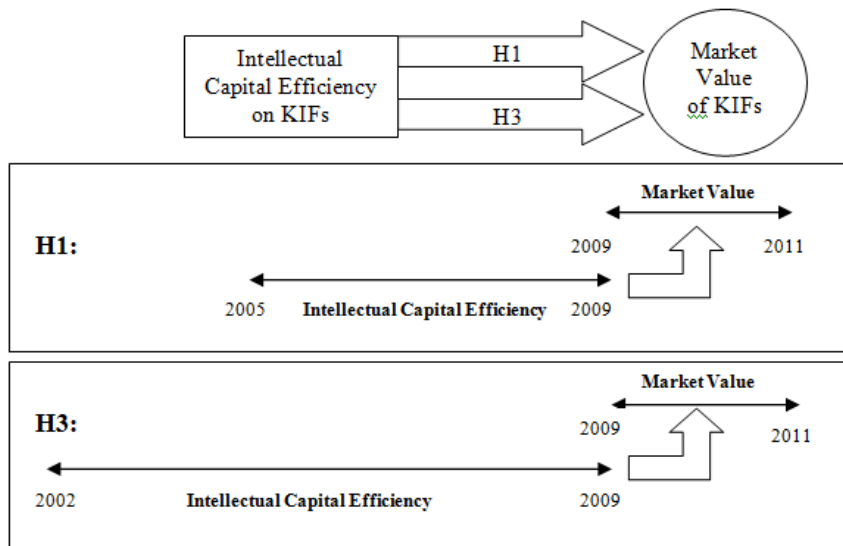 Intellectual
Capital Efficiency
on KIFs
H1
H3
Market
Value
of KIFs
H1:
Market Value
2009
2011
2005
Intellectual Capital Efficiency
2009
H3:
Market Value
2009
2011
2002
Intellectual Capital Efficiency
2009